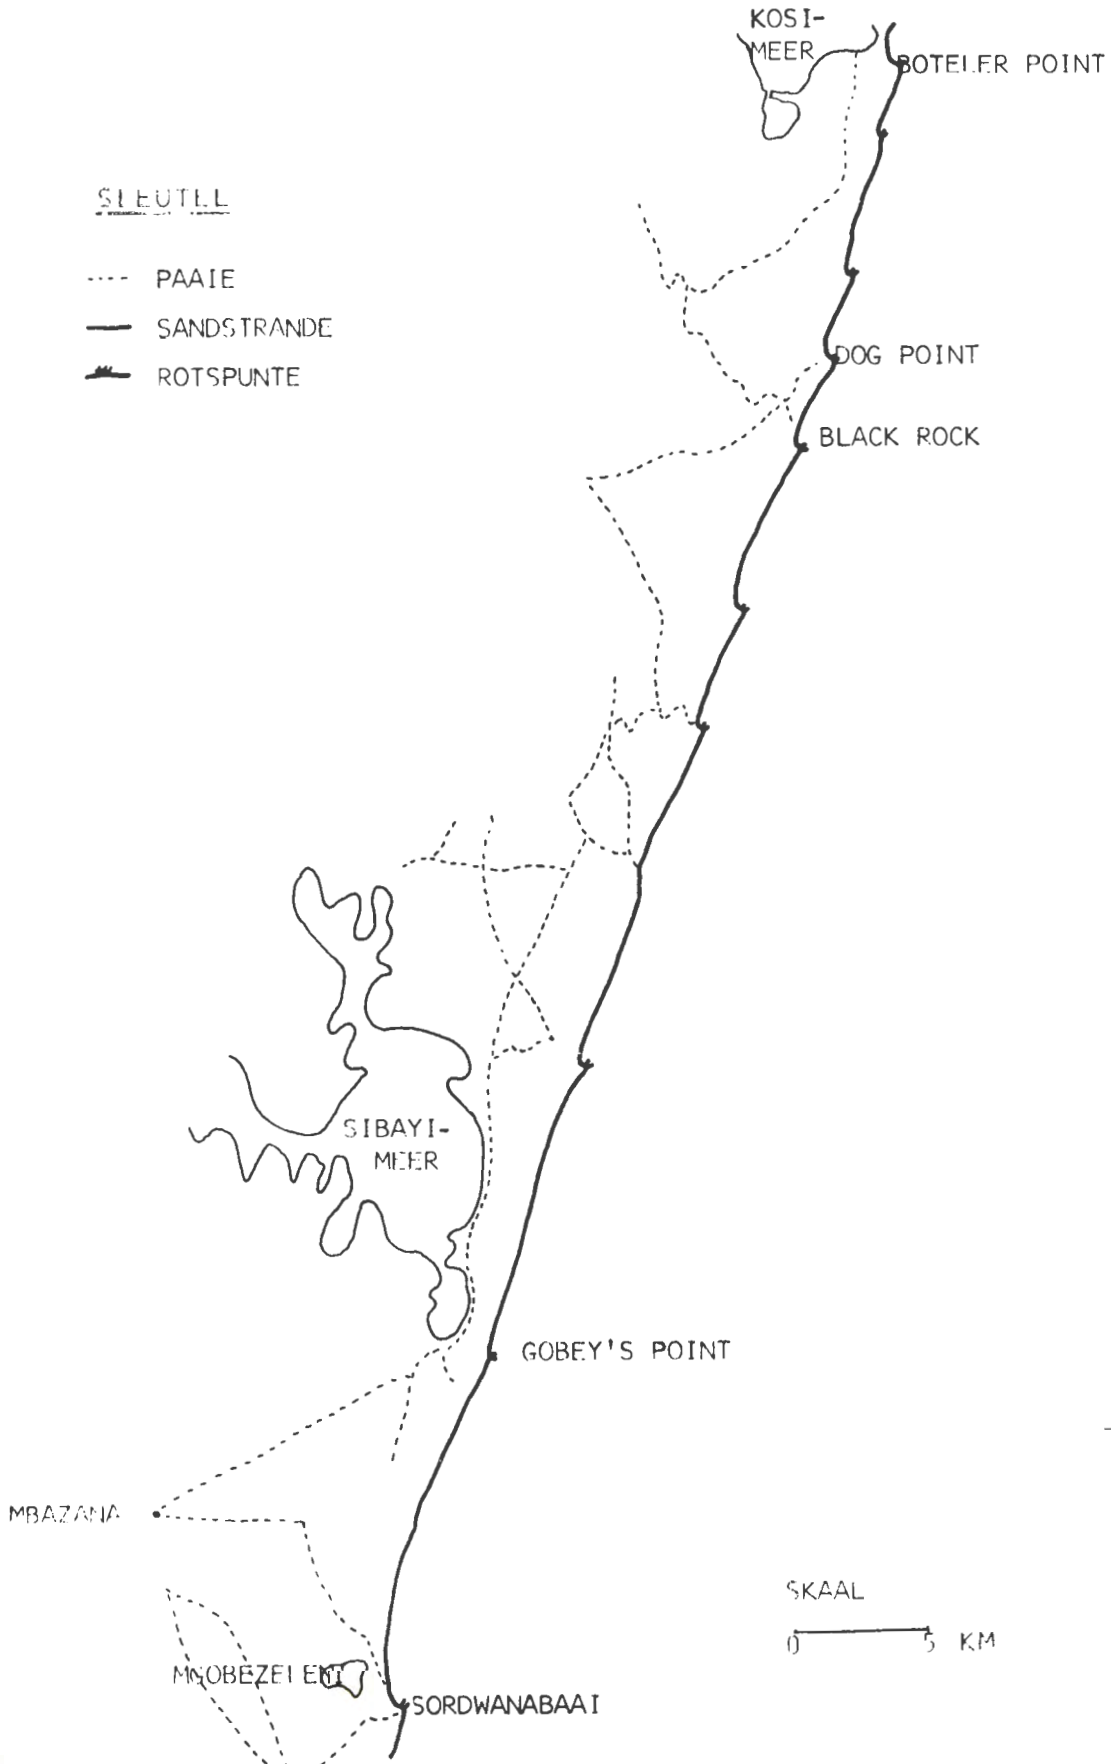 KOSI-
MEER
BOTELER POINT
SLEUTEL
PAAIE
SANDSTRANDE
ROTSPUNTE
DOG POINT
BLACK ROCK
SIBAYI-
MEER
GOBEY'S POINT
MBAZANA
SKAAL
0 5 KM
SORDWANABAAI